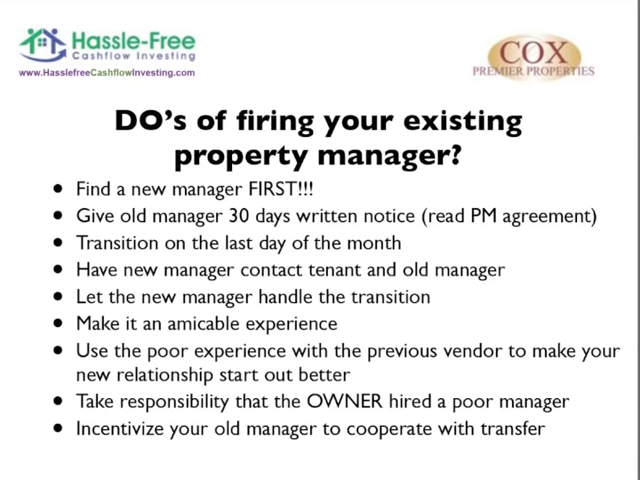 Hassle-Free
Cashflow Investing
www.HasslefreeCashflowInvesting.com
COX
PREMIER PROPERTIES
DO's of firing your existing
property manager?
• Find a new manager FIRST!!!
• Give old manager 30 days written notice (read PM agreement)
• Transition on the last day of the month
• Have new manager contact tenant and old manager
• Let the new manager handle the transition
• Make it an amicable experience
• Use the poor experience with the previous vendor to make your
new relationship start out better
• Take responsibility that the OWNER hired a poor manager
• Incentivize your old manager to cooperate with transfer